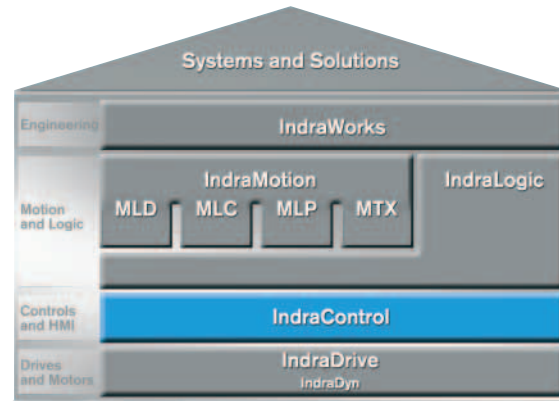 Systems and Solutions
Engineering
IndraWorks
IndraMotion
IndraLogic
MLD MLC MLP MTX
Motion
and Logic
Controls
and HMI
IndraControl
Drives
and Motors
IndraDrive
IndraDyn